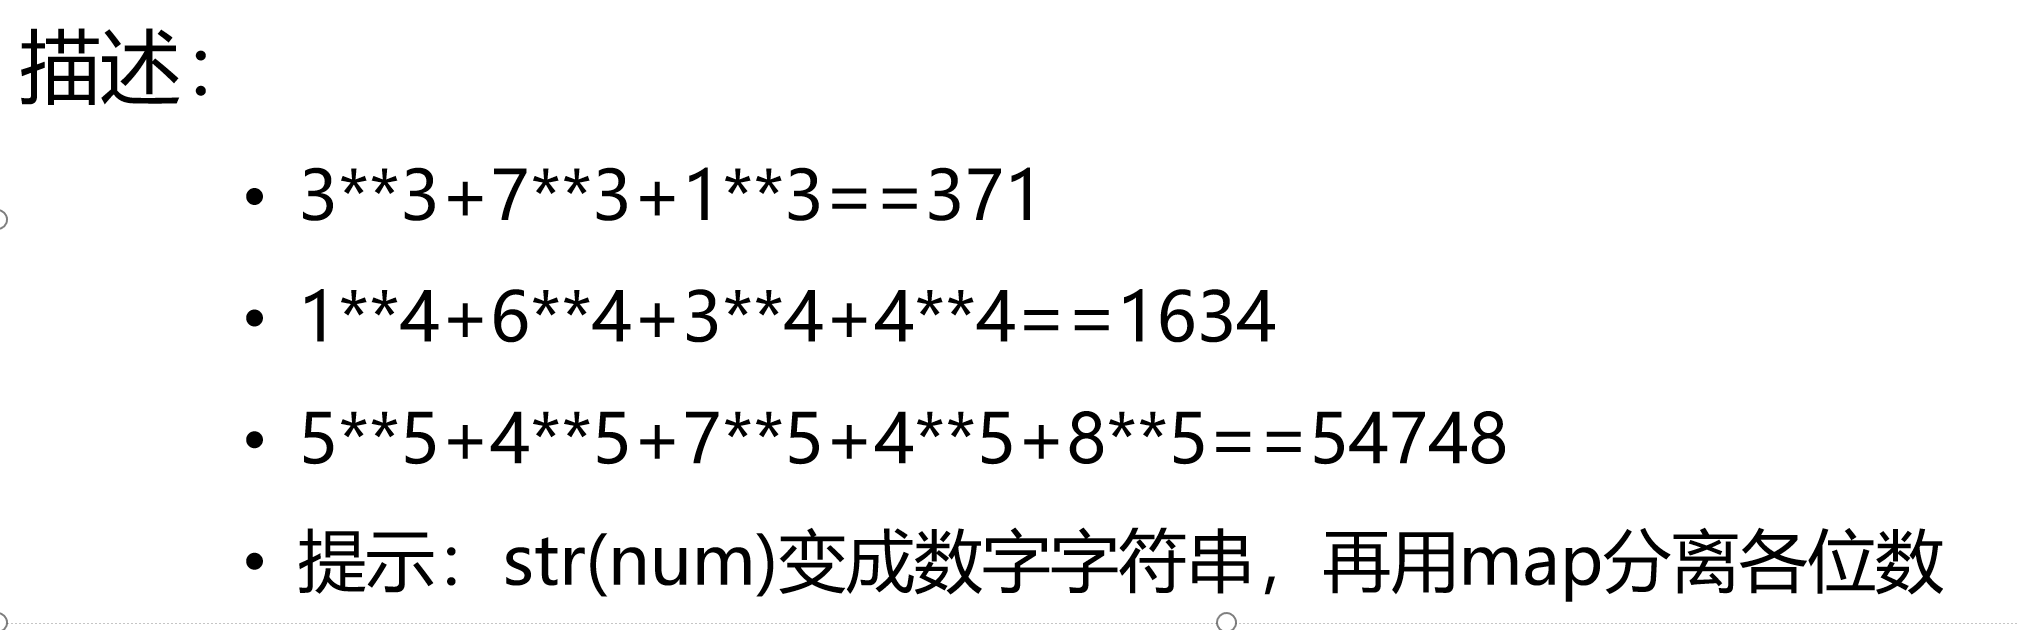 描述：
• 3**3+7**3+1**3==371
• 1**4+6**4+3**4+4**4==1634
• 5**5+4**5+7**5+4**5+8**5==54748
• 提示：str(num)变成数字字符串，再用map分离各位数